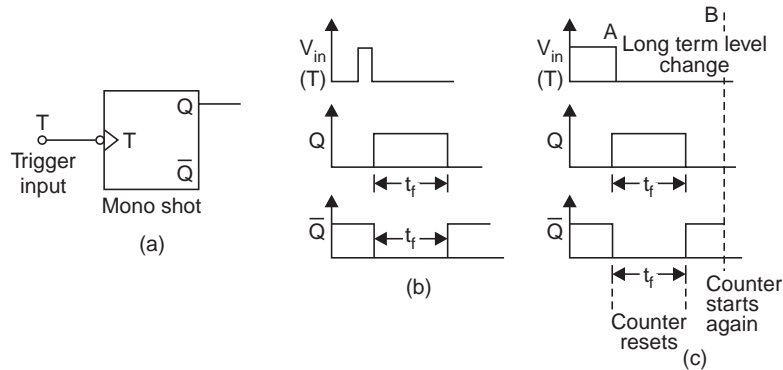 T
Trigger
input
T
Q
Q̅
Mono shot
(a)
V_in
(T)
Q
t_f
Q̅
t_f
(b)
V_in
(T)
A
B
Long term level
change
Q
t_f
Q̅
t_f
Counter
resets
Counter
starts
again
(c)